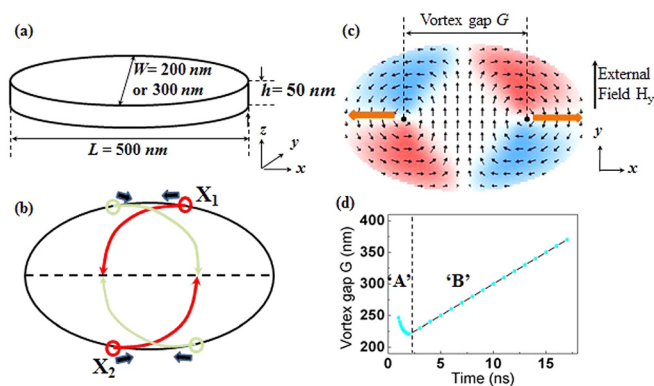 (a)
W= 200 nm
or 300 nm
h= 50 nm
L = 500 nm
z
y
x
(b)
X1
X2
(c)
Vortex gap G
External
Field Hy
y
x
(d)
Vortex gap G (nm)
400
350
300
250
200
'A'
'B'
0
5
10
15
Time (ns)